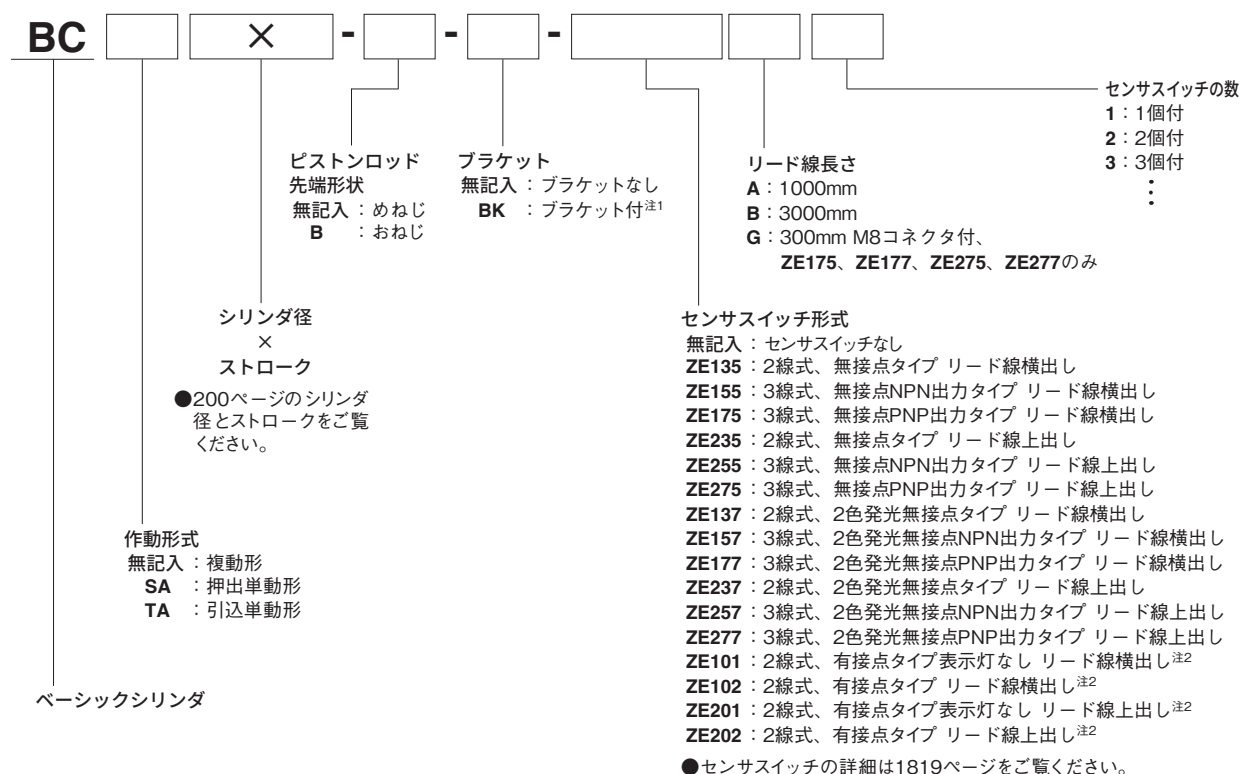 BC × - - -
センサスイッチの数
1：1個付
2：2個付
3：3個付
⋮
リード線長さ
A：1000mm
B：3000mm
G：300mm M8コネクタ付、
ZE175、ZE177、ZE275、ZE277のみ
ブラケット
無記入：ブラケットなし
BK：ブラケット付注1
ピストンロッド
先端形状
無記入：めねじ
B：おねじ
シリンダ径
×
ストローク
●200ページのシリンダ
径とストロークをご覧
ください。
センサスイッチ形式
無記入：センサスイッチなし
ZE135：2線式、無接点タイプ リード線横出し
ZE155：3線式、無接点NPN出力タイプ リード線横出し
ZE175：3線式、無接点PNP出力タイプ リード線横出し
ZE235：2線式、無接点タイプ リード線上出し
ZE255：3線式、無接点NPN出力タイプ リード線上出し
ZE275：3線式、無接点PNP出力タイプ リード線上出し
ZE137：2線式、2色発光無接点タイプ リード線横出し
ZE157：3線式、2色発光無接点NPN出力タイプ リード線横出し
ZE177：3線式、2色発光無接点PNP出力タイプ リード線横出し
ZE237：2線式、2色発光無接点タイプ リード線上出し
ZE257：3線式、2色発光無接点NPN出力タイプ リード線上出し
ZE277：3線式、2色発光無接点PNP出力タイプ リード線上出し
ZE101：2線式、有接点タイプ表示灯なし リード線横出し注2
ZE102：2線式、有接点タイプ リード線横出し注2
ZE201：2線式、有接点タイプ表示灯なし リード線上出し注2
ZE202：2線式、有接点タイプ リード線上出し注2
●センサスイッチの詳細は1819ページをご覧ください。
作動形式
無記入：複動形
SA：押出単動形
TA：引込単動形
ベーシックシリンダ